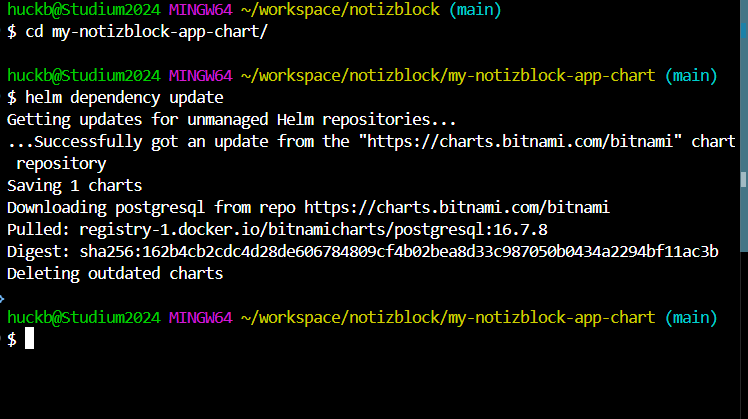 huckb@Studium2024 MINGW64 ~/workspace/notizblock (main)
$ cd my-notizblock-app-chart/
huckb@Studium2024 MINGW64 ~/workspace/notizblock/my-notizblock-app-chart (main)
$ helm dependency update
Getting updates for unmanaged Helm repositories...
...Successfully got an update from the "https://charts.bitnami.com/bitnami" chart
repository
Saving 1 charts
Downloading postgresql from repo https://charts.bitnami.com/bitnami
Pulled: registry-1.docker.io/bitnamicharts/postgresql:16.7.8
Digest: sha256:162b4cb2cdc4d28de606784809cf4b02bea8d33c987050b0434a2294bf11ac3b
Deleting outdated charts
huckb@Studium2024 MINGW64 ~/workspace/notizblock/my-notizblock-app-chart (main)
$